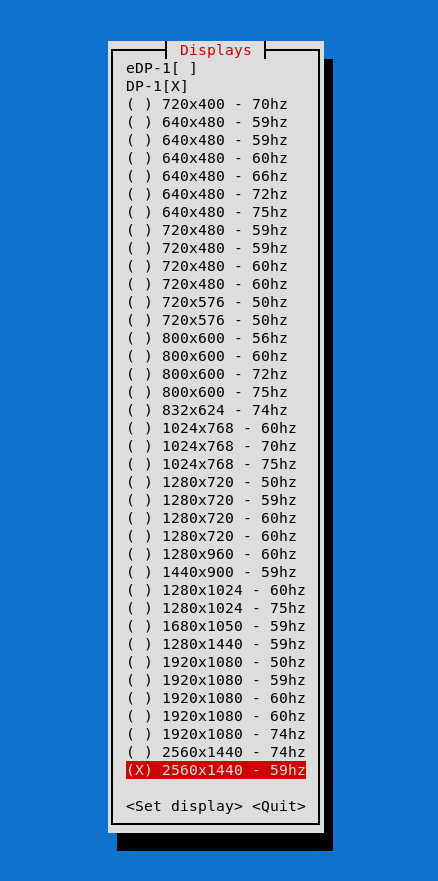 Displays
eDP-1[ ]
DP-1[X]
( ) 720x400 - 70hz
( ) 640x480 - 59hz
( ) 640x480 - 59hz
( ) 640x480 - 60hz
( ) 640x480 - 66hz
( ) 640x480 - 72hz
( ) 640x480 - 75hz
( ) 720x480 - 59hz
( ) 720x480 - 59hz
( ) 720x480 - 60hz
( ) 720x480 - 60hz
( ) 720x576 - 50hz
( ) 720x576 - 50hz
( ) 800x600 - 56hz
( ) 800x600 - 60hz
( ) 800x600 - 72hz
( ) 800x600 - 75hz
( ) 832x624 - 74hz
( ) 1024x768 - 60hz
( ) 1024x768 - 70hz
( ) 1024x768 - 75hz
( ) 1280x720 - 50hz
( ) 1280x720 - 59hz
( ) 1280x720 - 60hz
( ) 1280x720 - 60hz
( ) 1280x960 - 60hz
( ) 1440x900 - 59hz
( ) 1280x1024 - 60hz
( ) 1280x1024 - 75hz
( ) 1680x1050 - 59hz
( ) 1280x1440 - 59hz
( ) 1920x1080 - 50hz
( ) 1920x1080 - 59hz
( ) 1920x1080 - 60hz
( ) 1920x1080 - 60hz
( ) 1920x1080 - 74hz
( ) 2560x1440 - 74hz
(X) 2560x1440 - 59hz
<Set display> <Quit>